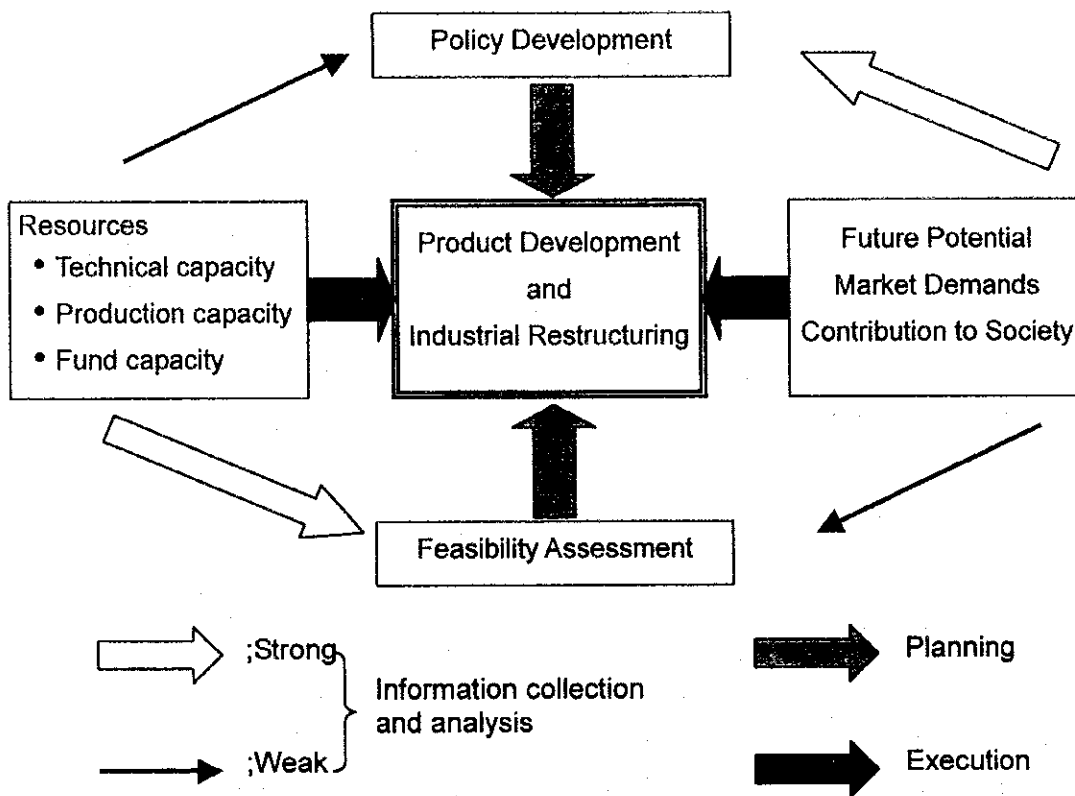 Policy Development
Resources
• Technical capacity
• Production capacity
• Fund capacity
Product Development
and
Industrial Restructuring
Future Potential
Market Demands
Contribution to Society
Feasibility Assessment
;Strong
;Weak
Information collection
and analysis
Planning
Execution